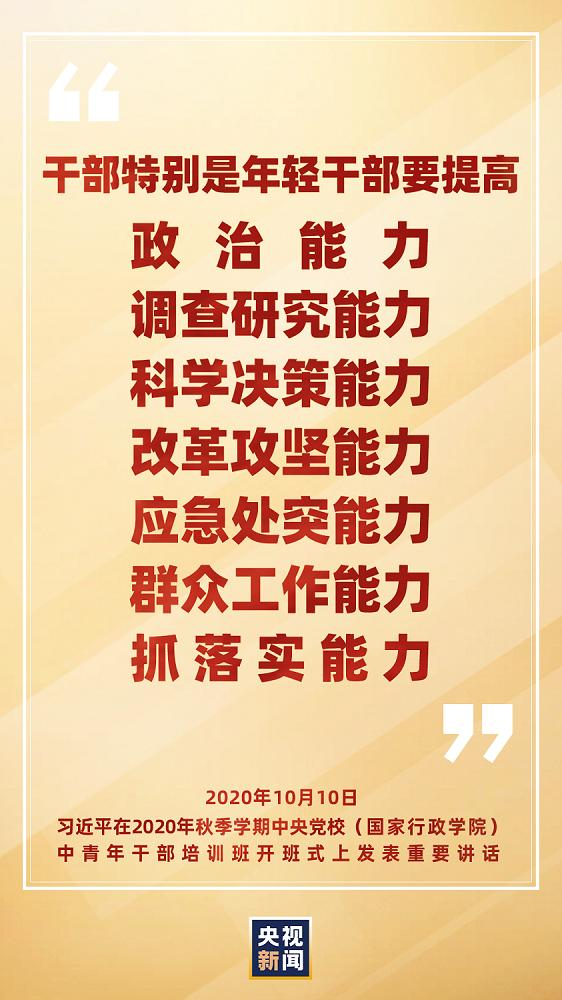 “
干部特别是年轻干部要提高
政治能力
调查研究能力
科学决策能力
改革攻坚能力
应急处突能力
群众工作能力
抓落实能力
”
2020年10月10日
习近平在2020年秋季学期中央党校（国家行政学院）
中青年干部培训班开班式上发表重要讲话
央视
新闻